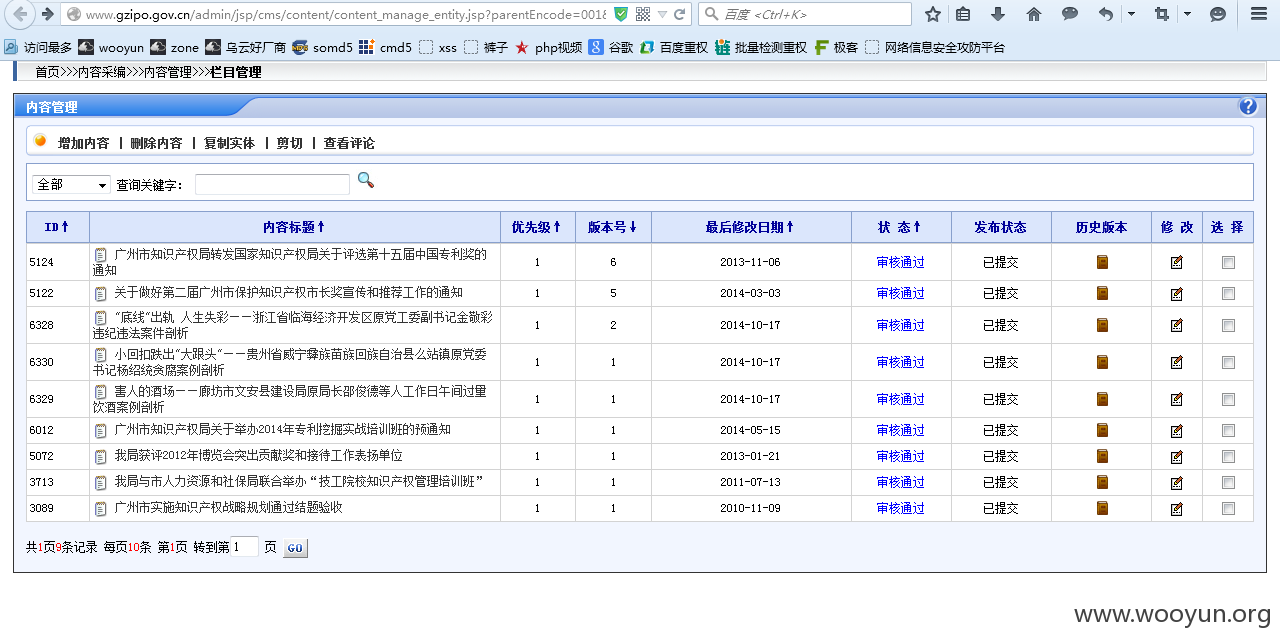 www.gzipo.gov.cn/admin/jsp/cms/content/content_manage_entity.jsp?parentEncode=0018
百度 <Ctrl+K>
访问最多 wooyun zone 乌云好厂商 somd5 cmd5 xss 裤子 php视频 谷歌 百度重权 批量检测重权 极客 网络信息安全攻防平台
首页>>>内容采编>>>内容管理>>>栏目管理
内容管理
增加内容 | 删除内容 | 复制实体 | 剪切 | 查看评论
全部 查询关键字：
ID↑ 内容标题↑ 优先级↑ 版本号↓ 最后修改日期↑ 状 态↑ 发布状态 历史版本 修 改 选 择
5124 广州市知识产权局转发国家知识产权局关于评选第十五届中国专利奖的 1 6 2013-11-06 审核通过 已提交
通知
5122 关于做好第二届广州市保护知识产权市长奖宣传和推荐工作的通知 1 5 2014-03-03 审核通过 已提交
6328 “底线”出轨 人生失彩——浙江省临海经济开发区原党工委副书记金敬彩 1 2 2014-10-17 审核通过 已提交
违纪违法案件剖析
6330 小回扣跌出“大跟头”——贵州省威宁彝族苗族回族自治县么站镇原党委 1 1 2014-10-17 审核通过 已提交
书记杨绍统贪腐案例剖析
6329 害人的酒场——廊坊市文安县建设局原局长邵俊德等人工作日午间过量 1 1 2014-10-17 审核通过 已提交
饮酒案例剖析
6012 广州市知识产权局关于举办2014年专利挖掘实战培训班的预通知 1 1 2014-05-15 审核通过 已提交
5072 我局获评2012年博览会突出贡献奖和接待工作表扬单位 1 1 2013-01-21 审核通过 已提交
3713 我局与市人力资源和社保局联合举办“技工院校知识产权管理培训班” 1 1 2011-07-13 审核通过 已提交
3089 广州市实施知识产权战略规划通过结题验收 1 1 2010-11-09 审核通过 已提交
共1页9条记录 每页10条 第1页 转到第 1 页 GO
www.wooyun.org